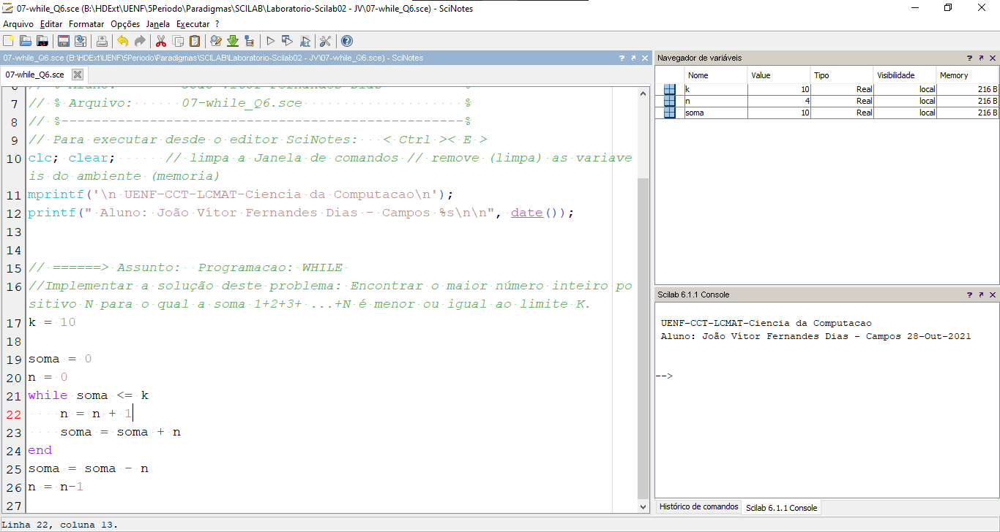 07-while_Q6.sce (B:\HDExt\UENF\5Periodo\Paradigmas\SCILAB\Laboratorio-Scilab02 - JV\07-while_Q6.sce) - SciNotes
Arquivo Editar Formatar Opções Janela Executar ?
07-while_Q6.sce (B:\HDExt\UENF\5Periodo\Paradigmas\SCILAB\Laboratorio-Scilab02 - JV\07-while_Q6.sce) - SciNotes
07-while_Q6.sce
7 // % Arquivo: 07-while_Q6.sce %
8 // %--------------------------------------------------%
9 // Para executar desde o editor SciNotes: < Ctrl >< E >
10 clc; clear; // limpa a Janela de comandos // remove (limpa) as variave
is do ambiente (memoria)
11 mprintf('\n UENF-CCT-LCMAT-Ciencia da Computacao\n');
12 printf(" Aluno: João Vítor Fernandes Dias - Campos %s\n\n", date());
13
14
15 // ======> Assunto: Programacao: WHILE
16 //Implementar a solução deste problema: Encontrar o maior número inteiro po
sitivo N para o qual a soma 1+2+3+ ...+N é menor ou igual ao limite K.
17 k = 10
18
19 soma = 0
20 n = 0
21 while soma <= k
22 n = n + 1
23 soma = soma + n
24 end
25 soma = soma - n
26 n = n-1
27
Linha 22, coluna 13.
Navegador de variáveis
Nome Value Tipo Visibilidade Memory
k 10 Real local 216 B
n 4 Real local 216 B
soma 10 Real local 216 B
Scilab 6.1.1 Console
UENF-CCT-LCMAT-Ciencia da Computacao
Aluno: João Vítor Fernandes Dias - Campos 28-Out-2021
-->
Histórico de comandos Scilab 6.1.1 Console